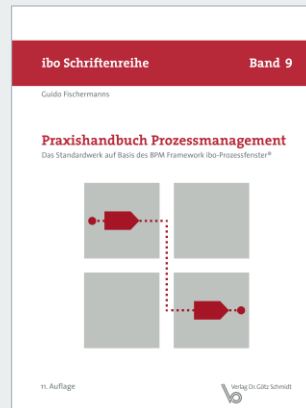 ibo Schriftenreihe Band 9
Guido Fischermanns
Praxishandbuch Prozessmanagement
Das Standardwerk auf Basis des BPM Framework ibo-Prozessfenster®
11. Auflage
Verlag Dr. Götz Schmidt